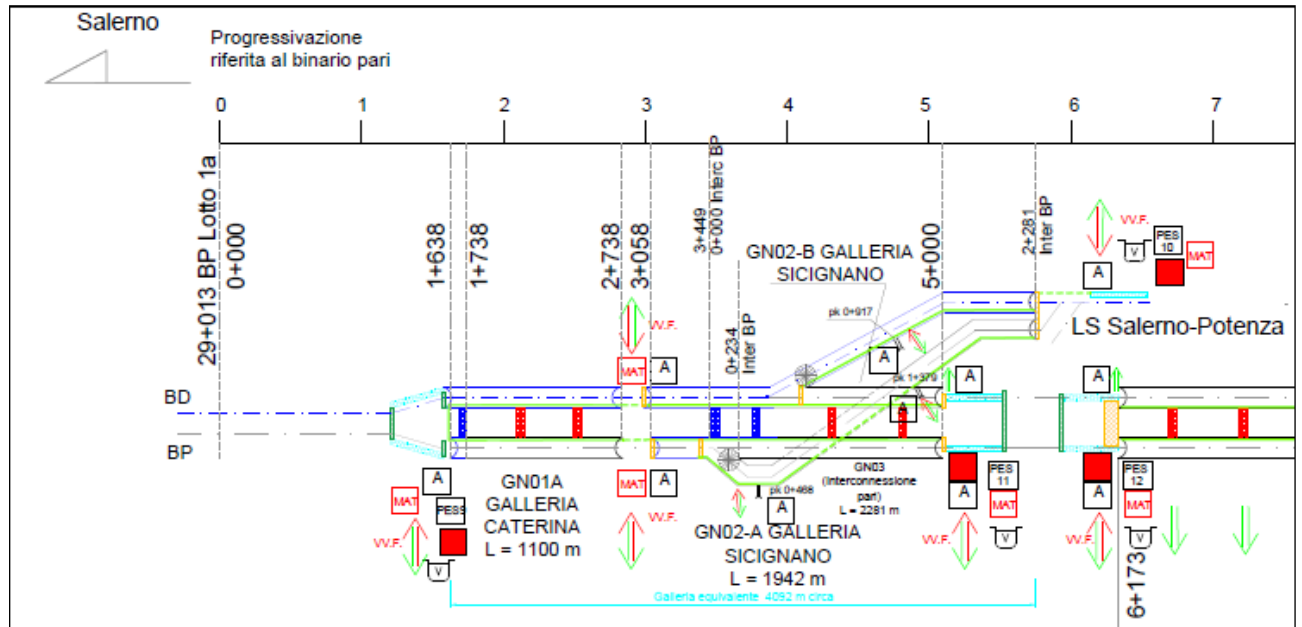 Salerno
Progressivazione
riferita al binario pari
0 1 2 3 4 5 6 7
29+013 BP Lotto 1a
0+000
1+638
1+738
2+738
3+058
3+449
0+000 Interc BP
0+234
Inter BP
5+000
2+281
Inter BP
GN02-B GALLERIA
SICIGNANO
pk 0+917
pk 1+379
VV.F.
PES
10
V
A
MAT
LS Salerno-Potenza
VV.F.
MAT
A
A
A
A
A
BD
BP
A
MAT
PES9
VV.F.
V
GN01A
GALLERIA
CATERINA
L = 1100 m
MAT
A
VV.F.
pk 0+468
A
GN02-A GALLERIA
SICIGNANO
L = 1942 m
GN03
(Interconnessione
pari)
L = 2281 m
PES
11
A
MAT
VV.F.
V
PES
12
A
MAT
VV.F.
V
6+173
Galleria equivalente 4092 m circa